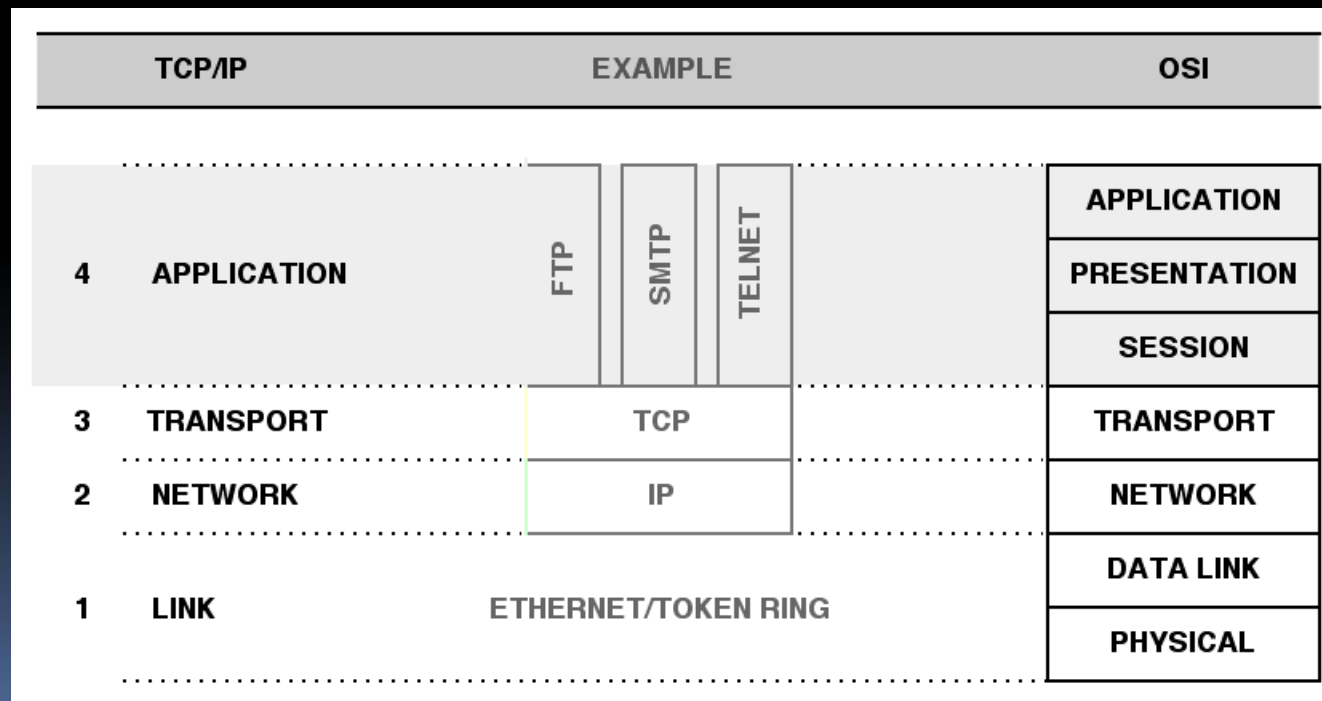 TCP/IP EXAMPLE OSI
APPLICATION
4 APPLICATION FTP SMTP TELNET PRESENTATION
SESSION
3 TRANSPORT TCP TRANSPORT
2 NETWORK IP NETWORK
DATA LINK
1 LINK ETHERNET/TOKEN RING
PHYSICAL